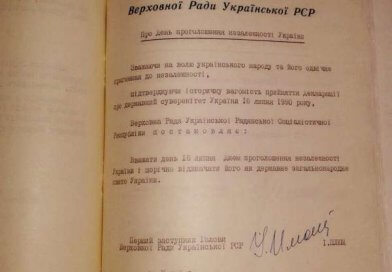 Верховної Ради Української РСР
Про День проголошення незалежності України
Зважаючи на волю українського народу та його одвічне
прагнення до незалежності,
підтверджуючи історичну вагомість прийняття Декларації
про державний суверенітет України 16 липня 1990 року,
Верховна Рада Української Радянської Соціалістичної
Республіки постановляє:
Вважати день 16 липня Днем проголошення незалежності
України і щорічно відзначати його як державне загальнонародне
свято України.
Перший заступник Голови
Верховної Ради Української РСР
І.ПЛЮЩ